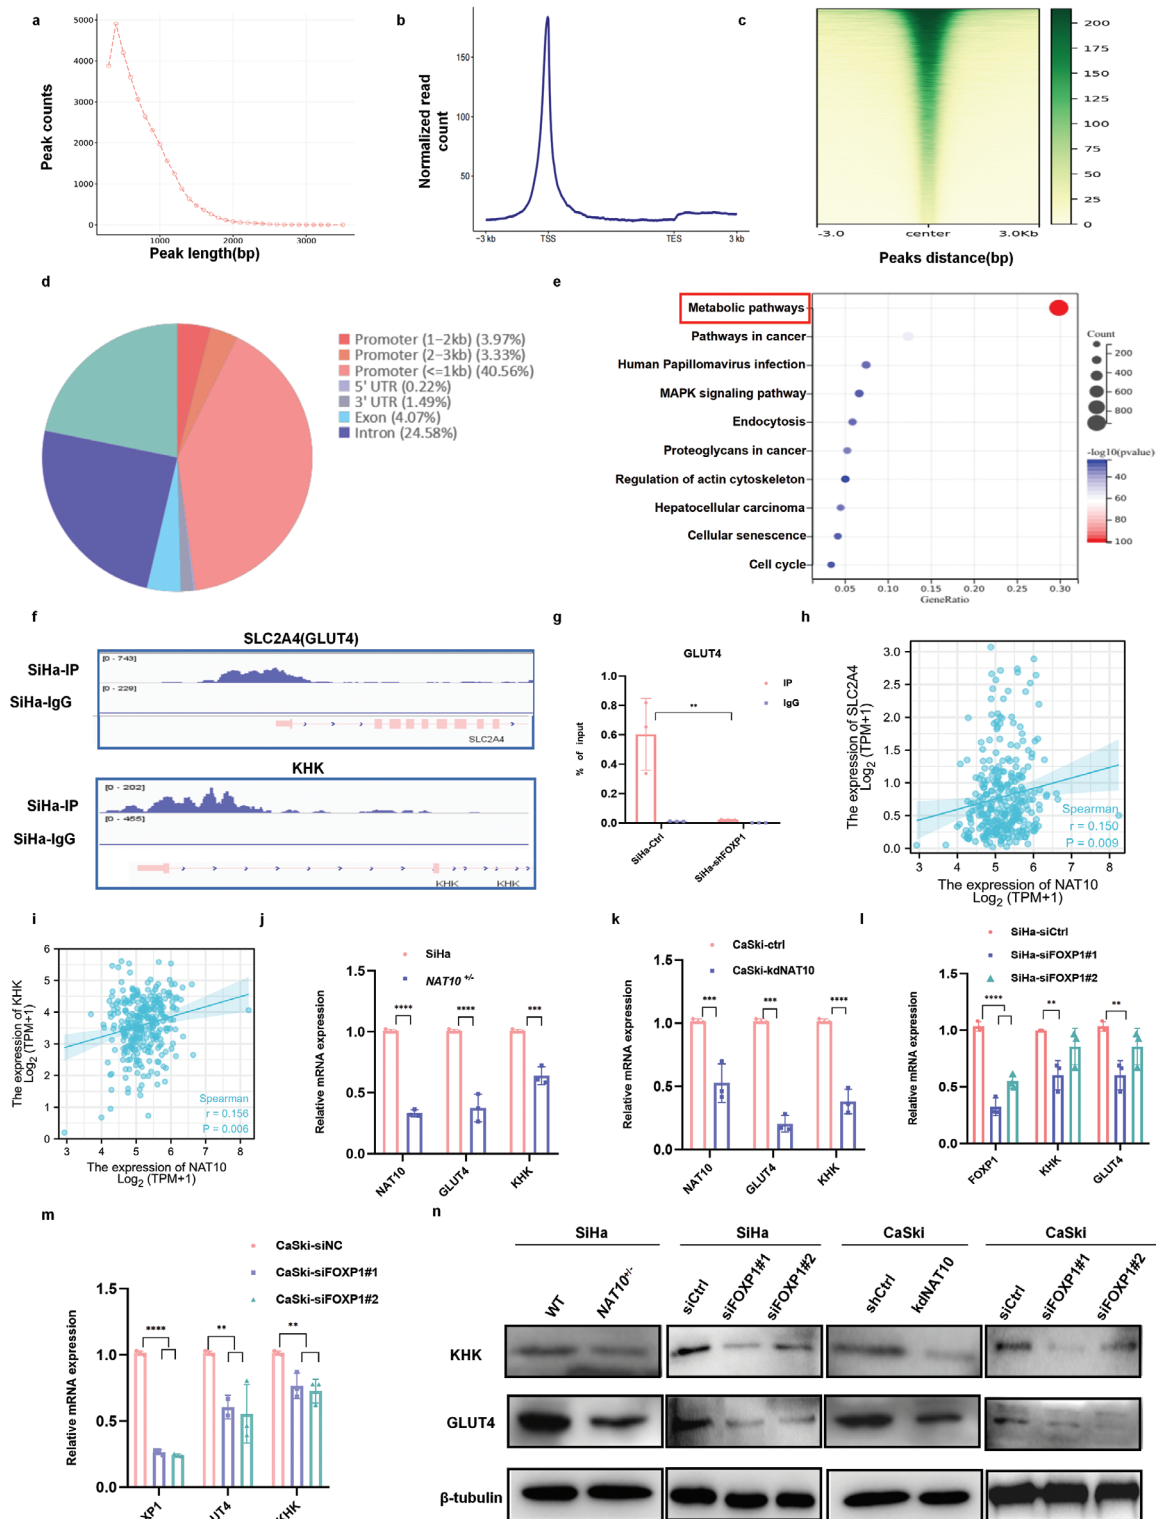 a
b
c
5000
4000
3000
2000
1000
0
Peak counts
1000
2000
3000
Peak length(bp)
150
100
50
Normalized read
count
−3 kb
TSS
TES
3 kb
200
175
150
125
100
75
50
25
0
-3.0
center
3.0Kb
Peaks distance(bp)
d
Promoter (1−2kb) (3.97%)
Promoter (2−3kb) (3.33%)
Promoter (<=1kb) (40.56%)
5' UTR (0.22%)
3' UTR (1.49%)
Exon (4.07%)
Intron (24.58%)
e
Metabolic pathways
Pathways in cancer
Human Papillomavirus infection
MAPK signaling pathway
Endocytosis
Proteoglycans in cancer
Regulation of actin cytoskeleton
Hepatocellular carcinoma
Cellular senescence
Cell cycle
0.05
0.10
0.15
0.20
0.25
0.30
GeneRatio
Count
200
400
600
800
-log10(pvalue)
40
60
80
100
f
SLC2A4(GLUT4)
[0 - 743]
SiHa-IP
[0 - 229]
SiHa-IgG
SLC2A4
KHK
[0 - 202]
SiHa-IP
[0 - 455]
SiHa-IgG
KHK
KHK
g
GLUT4
IP
IgG
**
1.0
0.8
0.6
0.4
0.2
0.0
% of input
SiHa-Ctrl
SiHa-shFOXP1
h
3.0
2.5
2.0
1.5
1.0
0.5
0.0
The expression of SLC2A4
Log2 (TPM+1)
Spearman
r = 0.150
P = 0.009
3
4
5
6
7
8
The expression of NAT10
Log2 (TPM+1)
i
6
5
4
3
2
1
0
The expression of KHK
Log2 (TPM+1)
Spearman
r = 0.156
P = 0.006
3
4
5
6
7
8
The expression of NAT10
Log2 (TPM+1)
j
SiHa
NAT10 +/-
1.5
1.0
0.5
0.0
Relative mRNA expression
****
****
***
NAT10
GLUT4
KHK
k
CaSki-ctrl
CaSki-kdNAT10
1.5
1.0
0.5
0.0
Relative mRNA expression
***
***
****
NAT10
GLUT4
KHK
l
SiHa-siCtrl
SiHa-siFOXP1#1
SiHa-siFOXP1#2
1.5
1.0
0.5
0.0
Relative mRNA expression
****
**
**
FOXP1
KHK
GLUT4
m
CaSki-siNC
CaSki-siFOXP1#1
CaSki-siFOXP1#2
1.5
1.0
0.5
0.0
Relative mRNA expression
****
**
**
XP1
UT4
KHK
n
SiHa
SiHa
CaSki
CaSki
WT
NAT10+/-
siCtrl
siFOXP1#1
siFOXP1#2
shCtrl
kdNAT10
siCtrl
siFOXP1#1
siFOXP1#2
KHK
GLUT4
β-tubulin